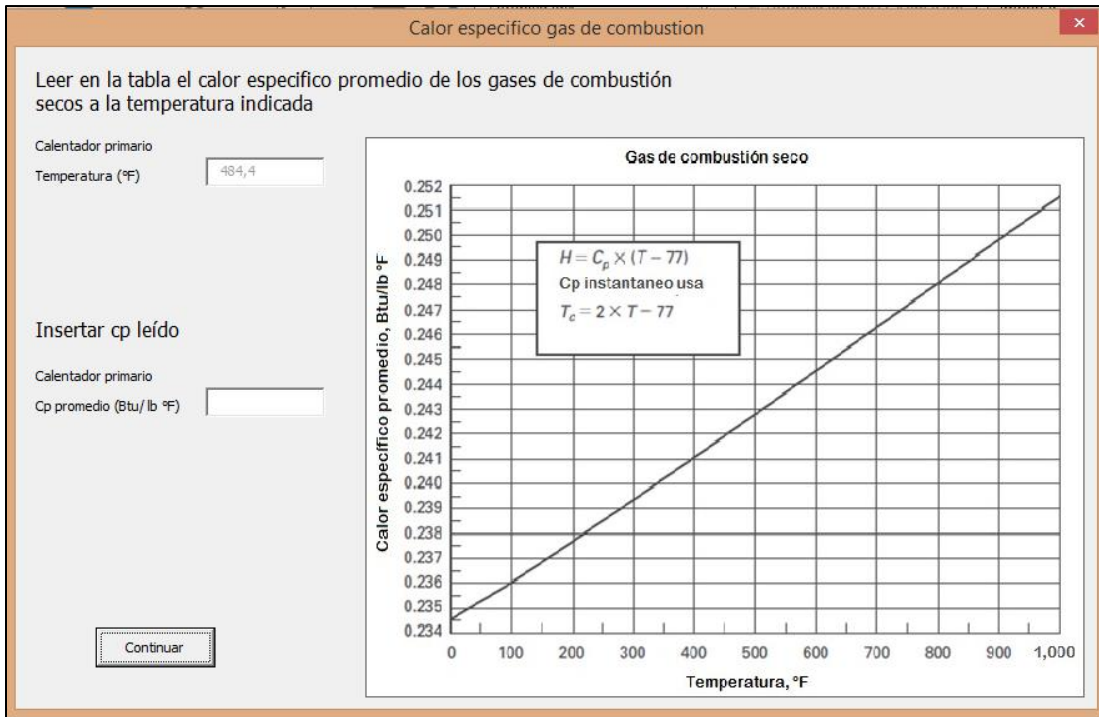 Calor especifico gas de combustion
Leer en la tabla el calor especifico promedio de los gases de combustión
secos a la temperatura indicada
Calentador primario
Temperatura (ºF)
484,4
Insertar cp leído
Calentador primario
Cp promedio (Btu/ lb ºF)
Continuar
Gas de combustión seco
Calor específico promedio, Btu/lb °F
0.252
0.251
0.250
0.249
0.248
0.247
0.246
0.245
0.244
0.243
0.242
0.241
0.240
0.239
0.238
0.237
0.236
0.235
0.234
H = Cp × (T − 77)
Cp instantaneo usa
Tc = 2 × T − 77
0 100 200 300 400 500 600 700 800 900 1,000
Temperatura, °F